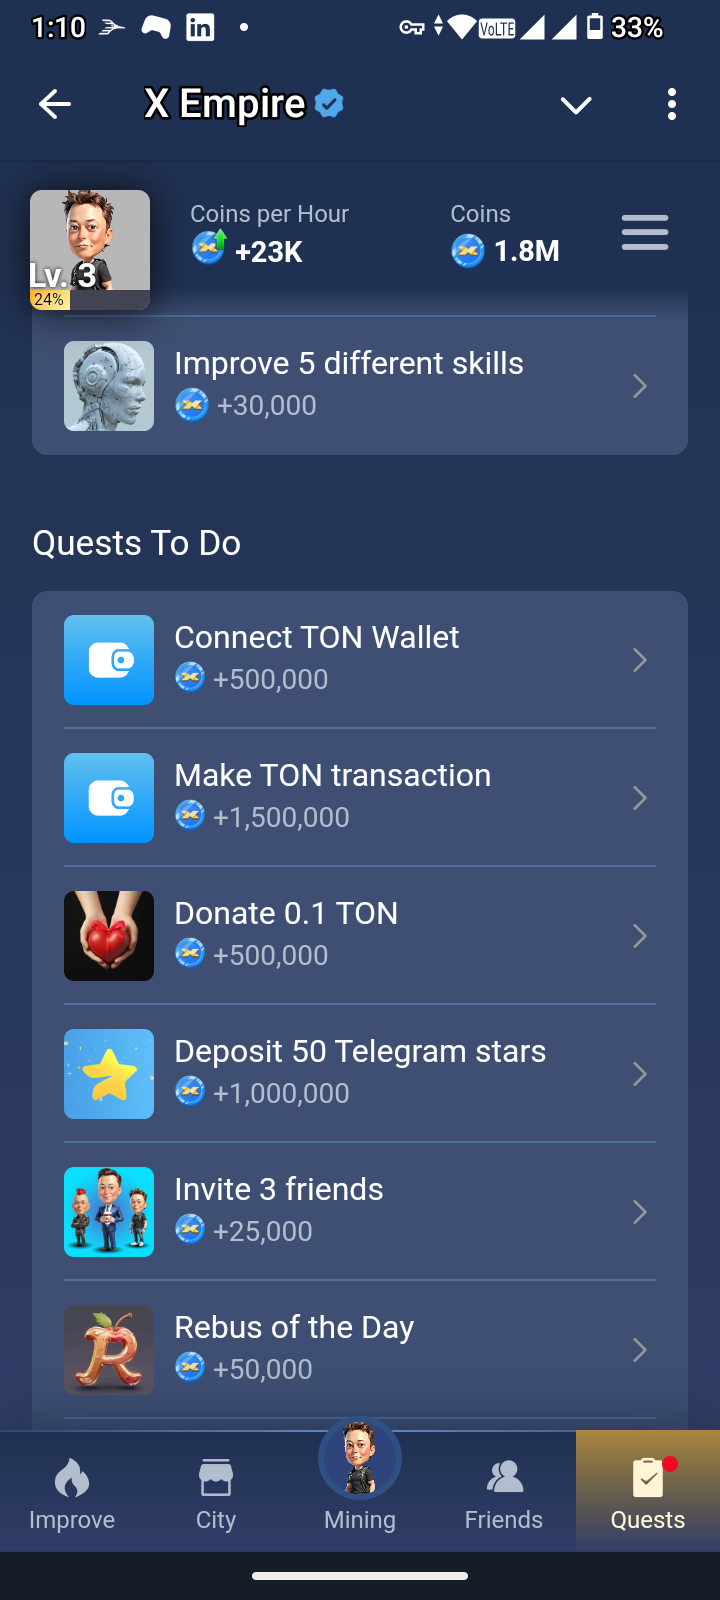 1:10
VoLTE
33%
X Empire
Coins per Hour
+23K
Coins
1.8M
Lv. 3
24%
Improve 5 different skills
+30,000
Quests To Do
Connect TON Wallet
+500,000
Make TON transaction
+1,500,000
Donate 0.1 TON
+500,000
Deposit 50 Telegram stars
+1,000,000
Invite 3 friends
+25,000
Rebus of the Day
+50,000
Improve
City
Mining
Friends
Quests